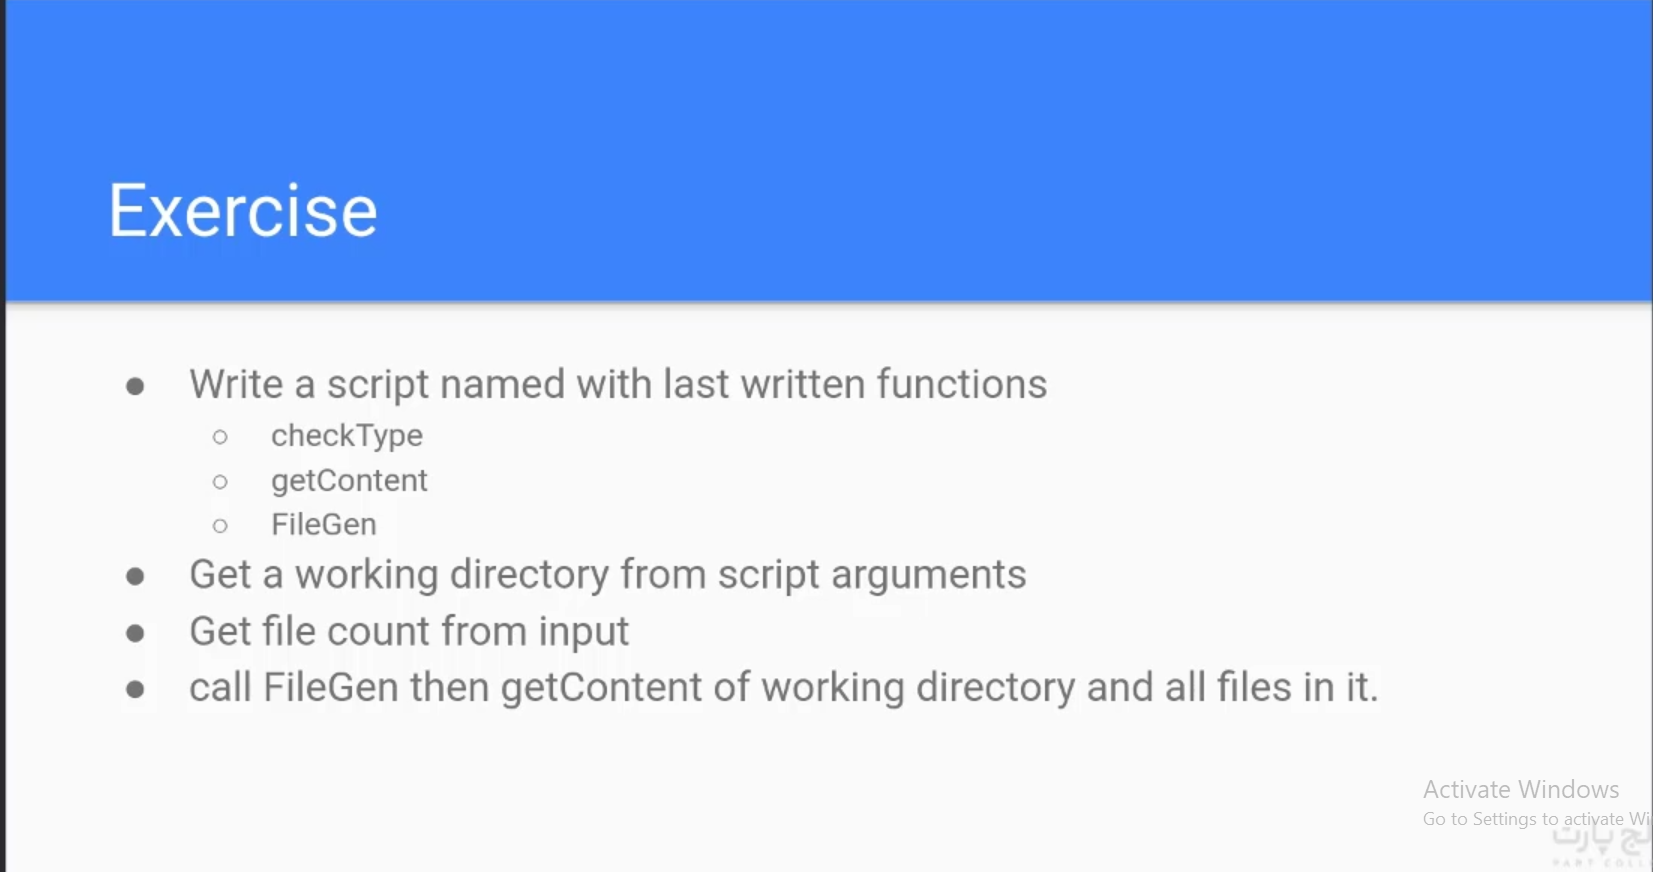 Exercise
● Write a script named with last written functions
○ checkType
○ getContent
○ FileGen
● Get a working directory from script arguments
● Get file count from input
● call FileGen then getContent of working directory and all files in it.
Activate Windows
Go to Settings to activate Wi
لج پارت